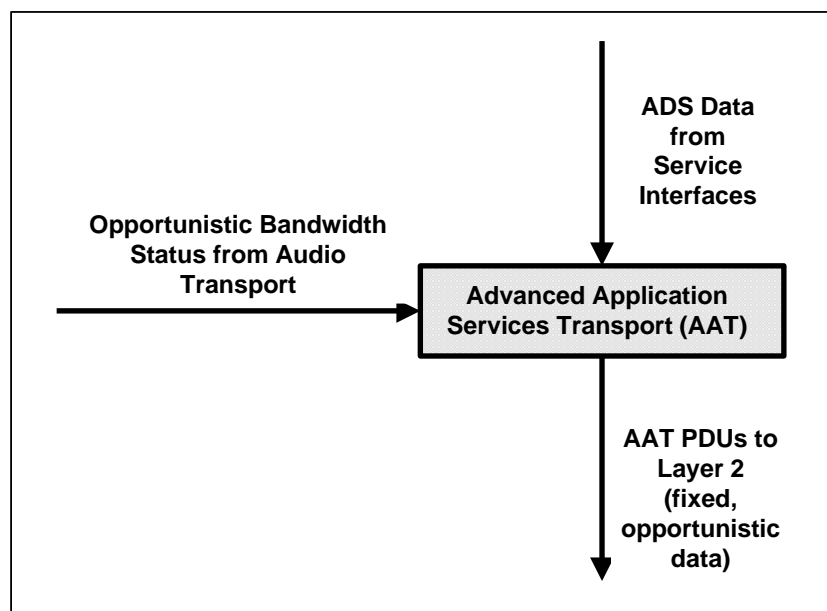 ADS Data
from
Service
Interfaces
Opportunistic Bandwidth
Status from Audio
Transport
Advanced Application
Services Transport (AAT)
AAT PDUs to
Layer 2
(fixed,
opportunistic
data)